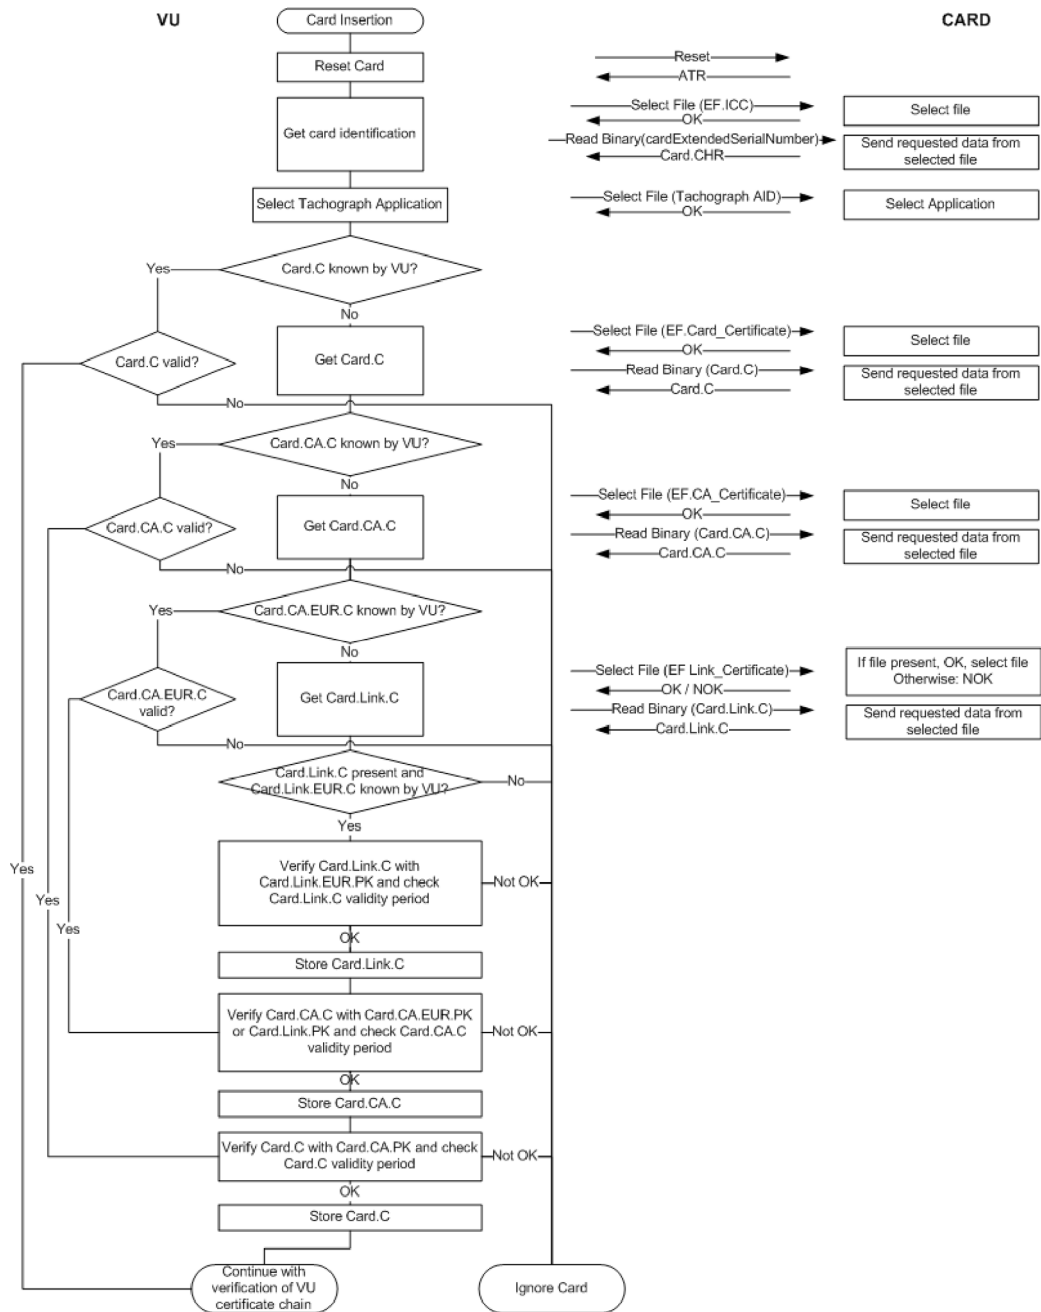 VU
CARD
Card Insertion
Reset Card
Reset
ATR
Get card identification
Select File (EF.ICC)
OK
Select file
Read Binary(cardExtendedSerialNumber)
Card.CHR
Send requested data from
selected file
Select Tachograph Application
Select File (Tachograph AID)
OK
Select Application
Card.C known by VU?
Yes
No
Card.C valid?
Get Card.C
Select File (EF.Card_Certificate)
OK
Select file
Read Binary (Card.C)
Card.C
Send requested data from
selected file
No
Card.CA.C known by VU?
Yes
No
Card.CA.C valid?
Get Card.CA.C
Select File (EF.CA_Certificate)
OK
Select file
Read Binary (Card.CA.C)
Card.CA.C
Send requested data from
selected file
No
Card.CA.EUR.C known by VU?
Yes
No
Card.CA.EUR.C
valid?
Get Card.Link.C
Select File (EF Link_Certificate)
OK / NOK
If file present, OK, select file
Otherwise: NOK
Read Binary (Card.Link.C)
Card.Link.C
Send requested data from
selected file
No
Card.Link.C present and
Card.Link.EUR.C known by VU?
No
Yes
Verify Card.Link.C with
Card.Link.EUR.PK and check
Card.Link.C validity period
Not OK
Yes
Yes
Yes
OK
Store Card.Link.C
Verify Card.CA.C with Card.CA.EUR.PK
or Card.Link.PK and check Card.CA.C
validity period
Not OK
OK
Store Card.CA.C
Verify Card.C with Card.CA.PK and check
Card.C validity period
Not OK
OK
Store Card.C
Continue with
verification of VU
certificate chain
Ignore Card